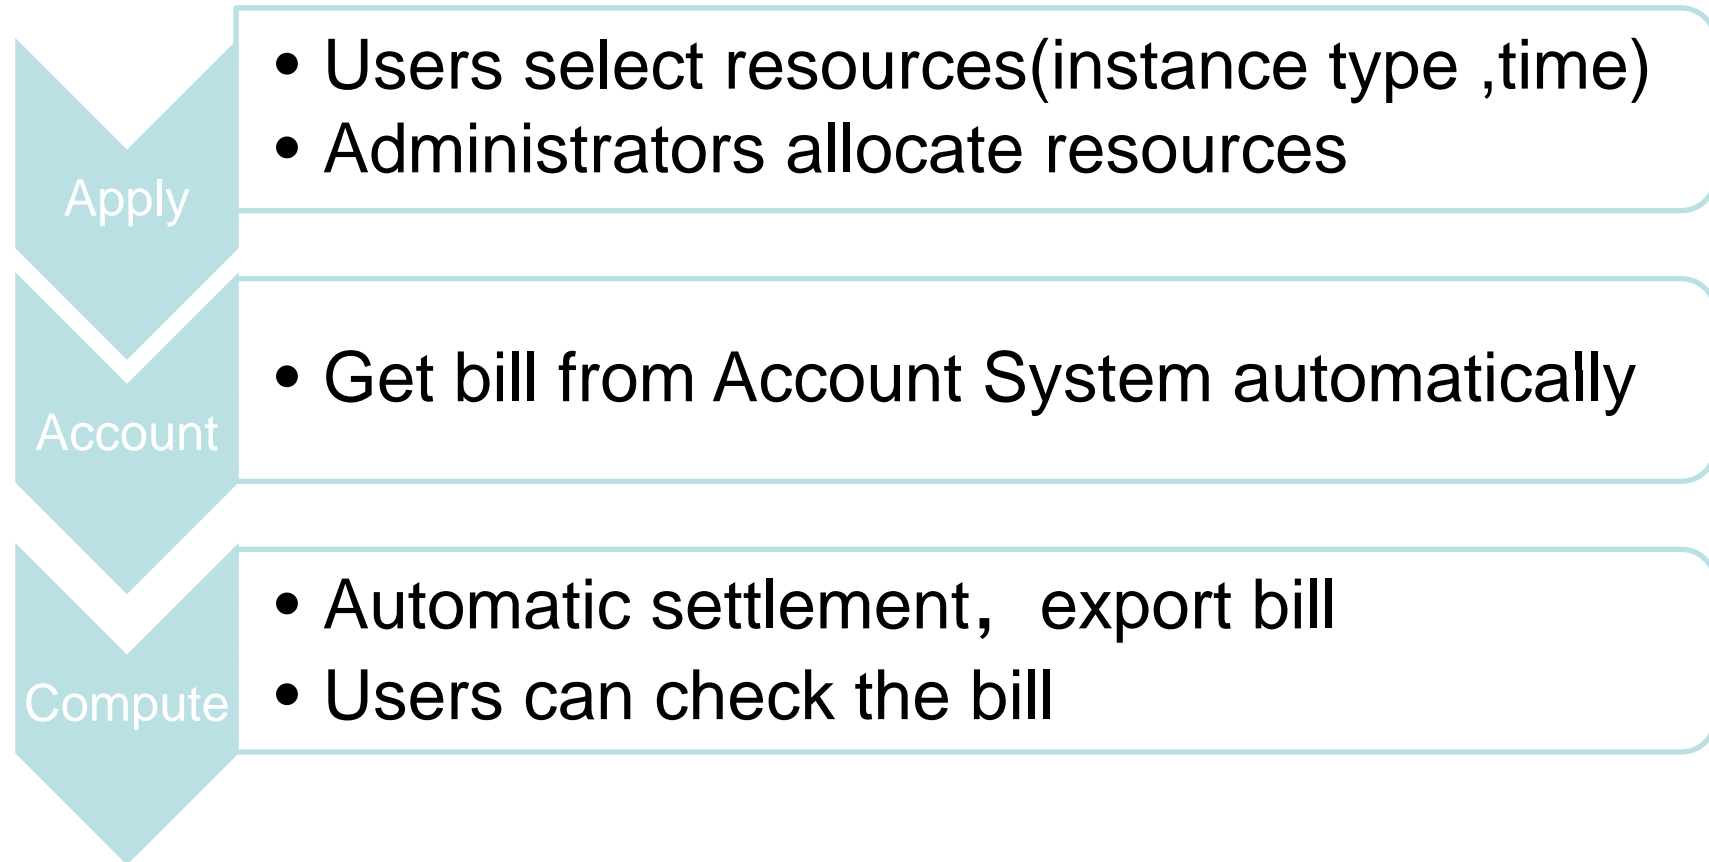 • Users select resources(instance type ,time)
• Administrators allocate resources
Apply
• Get bill from Account System automatically
Account
• Automatic settlement，export bill
• Users can check the bill
Compute